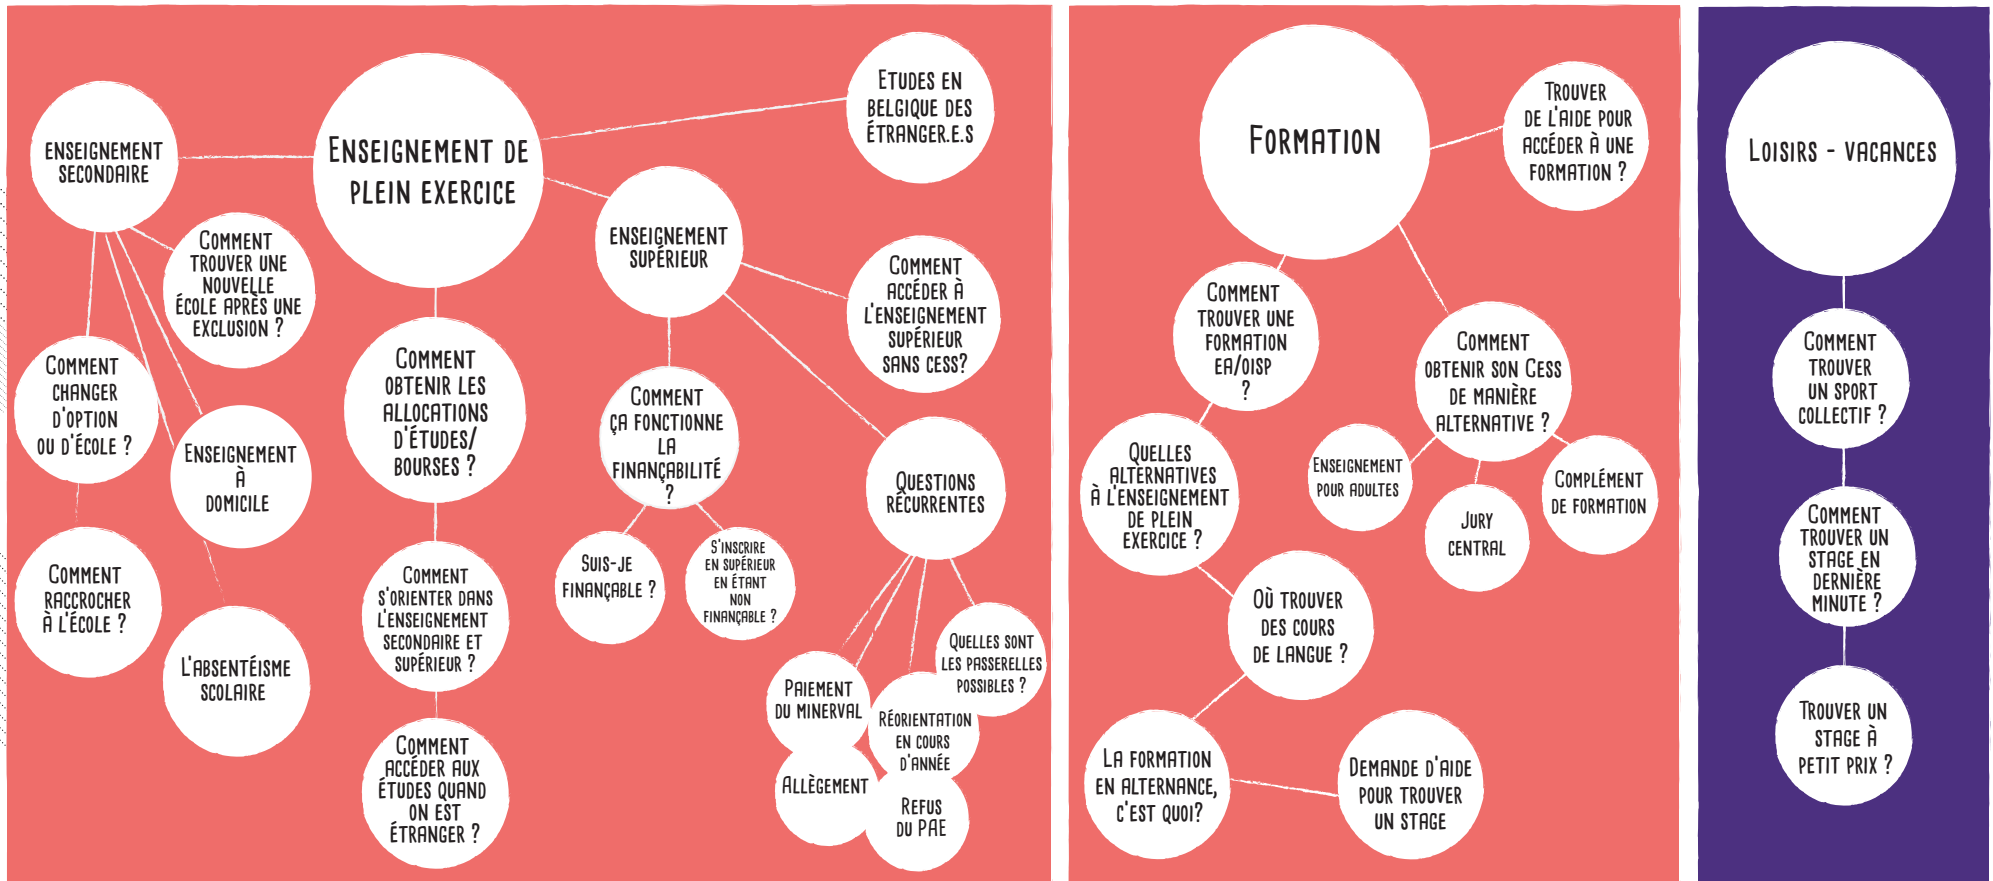 ENSEIGNEMENT
SECONDAIRE
ENSEIGNEMENT DE
PLEIN EXERCICE
ETUDES EN
BELGIQUE DES
ÉTRANGER.E.S
COMMENT
TROUVER UNE
NOUVELLE
ÉCOLE APRÈS UNE
EXCLUSION ?
ENSEIGNEMENT
SUPÉRIEUR
COMMENT
ACCÉDER À
L'ENSEIGNEMENT
SUPÉRIEUR
SANS CESS?
COMMENT
CHANGER
D'OPTION
OU D'ÉCOLE ?
COMMENT
OBTENIR LES
ALLOCATIONS
D'ÉTUDES/
BOURSES ?
COMMENT
ÇA FONCTIONNE
LA
FINANÇABILITÉ
?
ENSEIGNEMENT
À
DOMICILE
QUESTIONS
RÉCURRENTES
COMMENT
RACCROCHER
À L'ÉCOLE ?
COMMENT
S'ORIENTER DANS
L'ENSEIGNEMENT
SECONDAIRE ET
SUPÉRIEUR ?
SUIS-JE
FINANÇABLE ?
S'INSCRIRE
EN SUPÉRIEUR
EN ÉTANT
NON
FINANÇABLE ?
L'ABSENTÉISME
SCOLAIRE
QUELLES SONT
LES PASSERELLES
POSSIBLES ?
PAIEMENT
DU MINERVAL
RÉORIENTATION
EN COURS
D'ANNÉE
COMMENT
ACCÉDER AUX
ÉTUDES QUAND
ON EST
ÉTRANGER ?
ALLÈGEMENT
REFUS
DU PAE
FORMATION
TROUVER
DE L'AIDE POUR
ACCÉDER À UNE
FORMATION ?
COMMENT
TROUVER UNE
FORMATION
EA/OISP
?
COMMENT
OBTENIR SON CESS
DE MANIÈRE
ALTERNATIVE ?
QUELLES
ALTERNATIVES
À L'ENSEIGNEMENT
DE PLEIN
EXERCICE ?
ENSEIGNEMENT
POUR ADULTES
JURY
CENTRAL
COMPLÉMENT
DE FORMATION
OÙ TROUVER
DES COURS
DE LANGUE ?
LA FORMATION
EN ALTERNANCE,
C'EST QUOI?
DEMANDE D'AIDE
POUR TROUVER
UN STAGE
LOISIRS - VACANCES
COMMENT
TROUVER
UN SPORT
COLLECTIF ?
COMMENT
TROUVER UN
STAGE EN
DERNIÈRE
MINUTE ?
TROUVER UN
STAGE À
PETIT PRIX ?